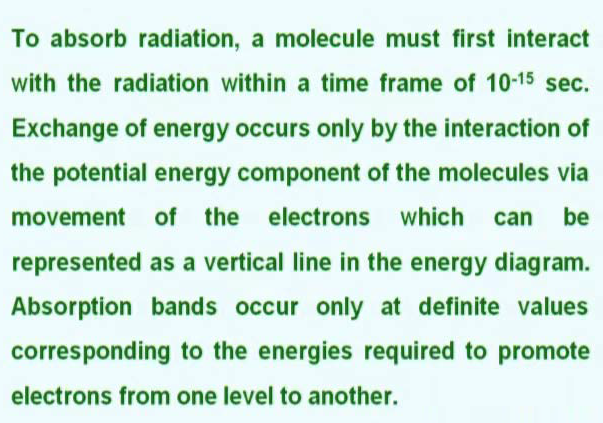 To absorb radiation, a molecule must first interact
with the radiation within a time frame of 10⁻¹⁵ sec.
Exchange of energy occurs only by the interaction of
the potential energy component of the molecules via
movement of the electrons which can be
represented as a vertical line in the energy diagram.
Absorption bands occur only at definite values
corresponding to the energies required to promote
electrons from one level to another.